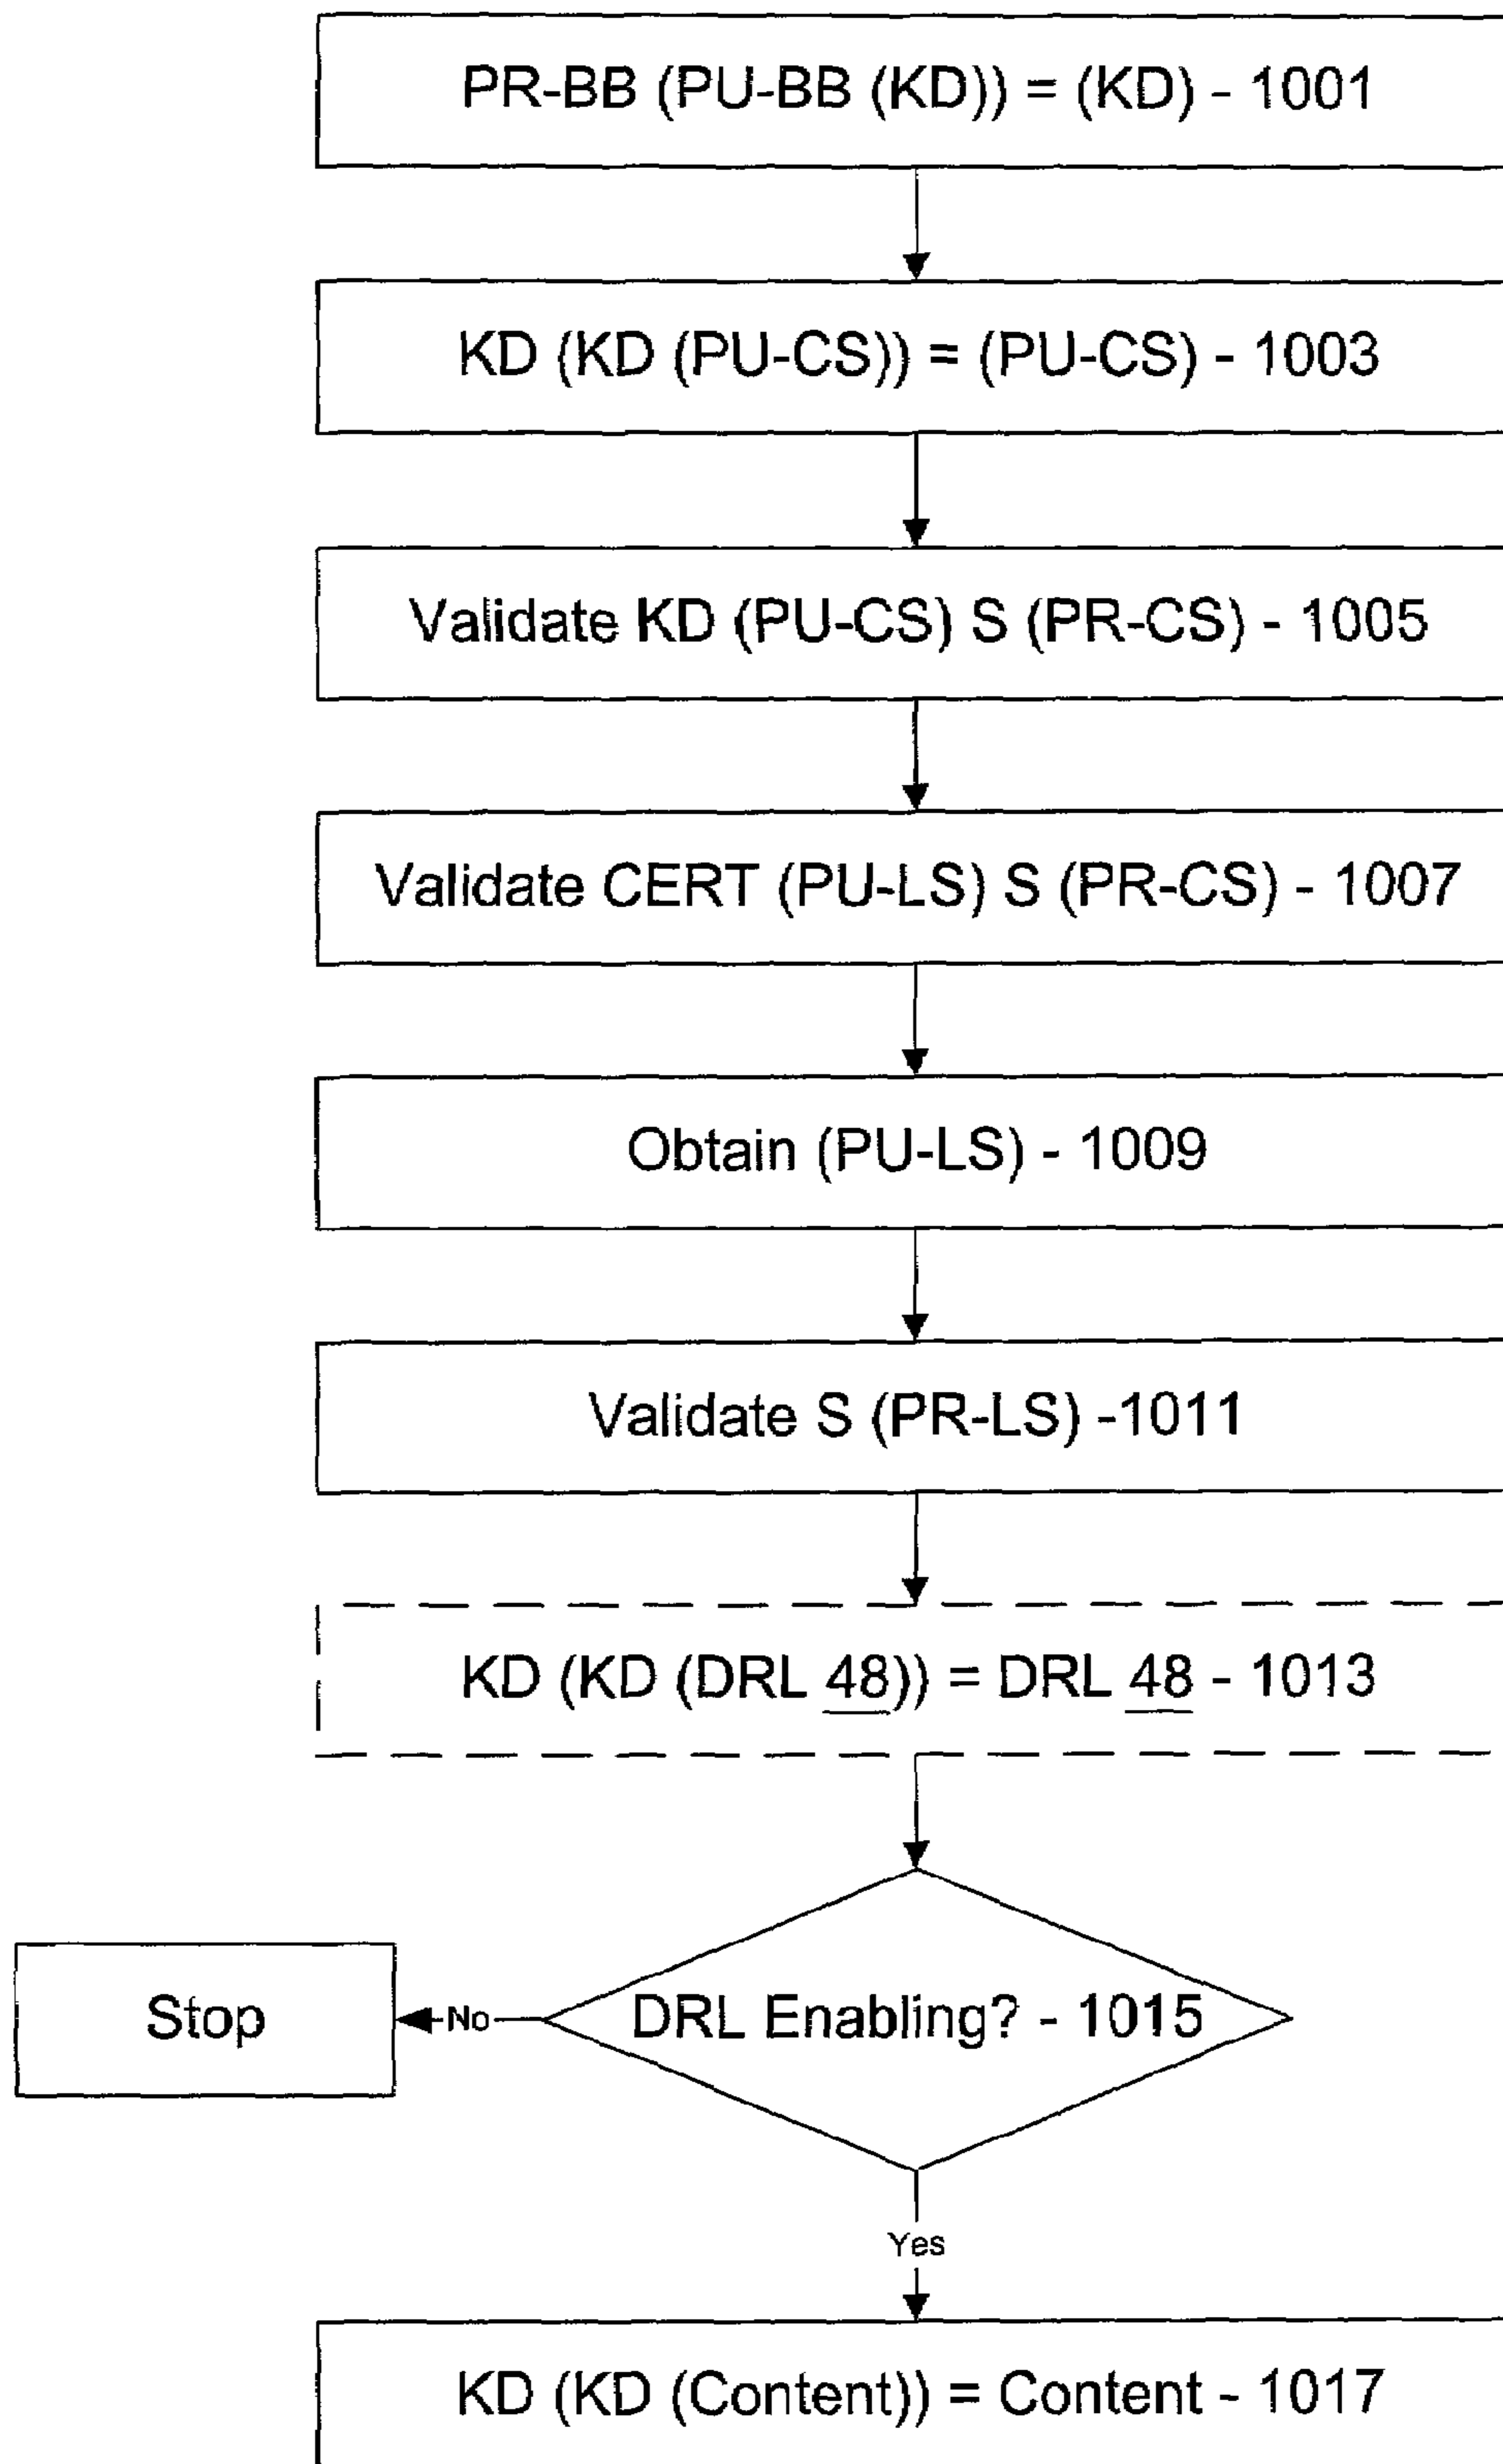 PR-BB (PU-BB (KD)) = (KD) - 1001
KD (KD (PU-CS)) = (PU-CS) - 1003
Validate KD (PU-CS) S (PR-CS) - 1005
Validate CERT (PU-LS) S (PR-CS) - 1007
Obtain (PU-LS) - 1009
Validate S (PR-LS) -1011
KD (KD (DRL 48)) = DRL 48 - 1013
DRL Enabling? - 1015
No
Stop
Yes
KD (KD (Content)) = Content - 1017